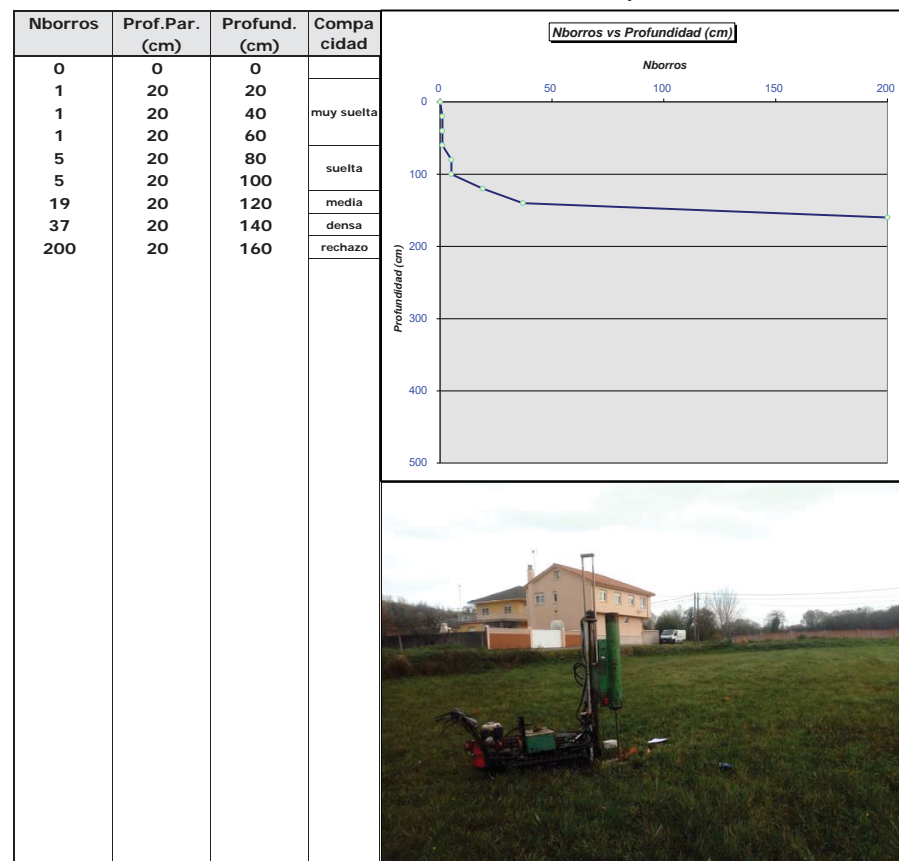 Nborros Prof.Par. Profund. Compa
(cm) (cm) cidad
0 0 0
1 20 20
1 20 40 muy suelta
1 20 60
5 20 80
suelta
5 20 100
19 20 120 media
37 20 140 densa
200 20 160 rechazo
Nborros vs Profundidad (cm)
Nborros
0 50 100 150 200
0
100
200
300
400
500
Profundidad (cm)